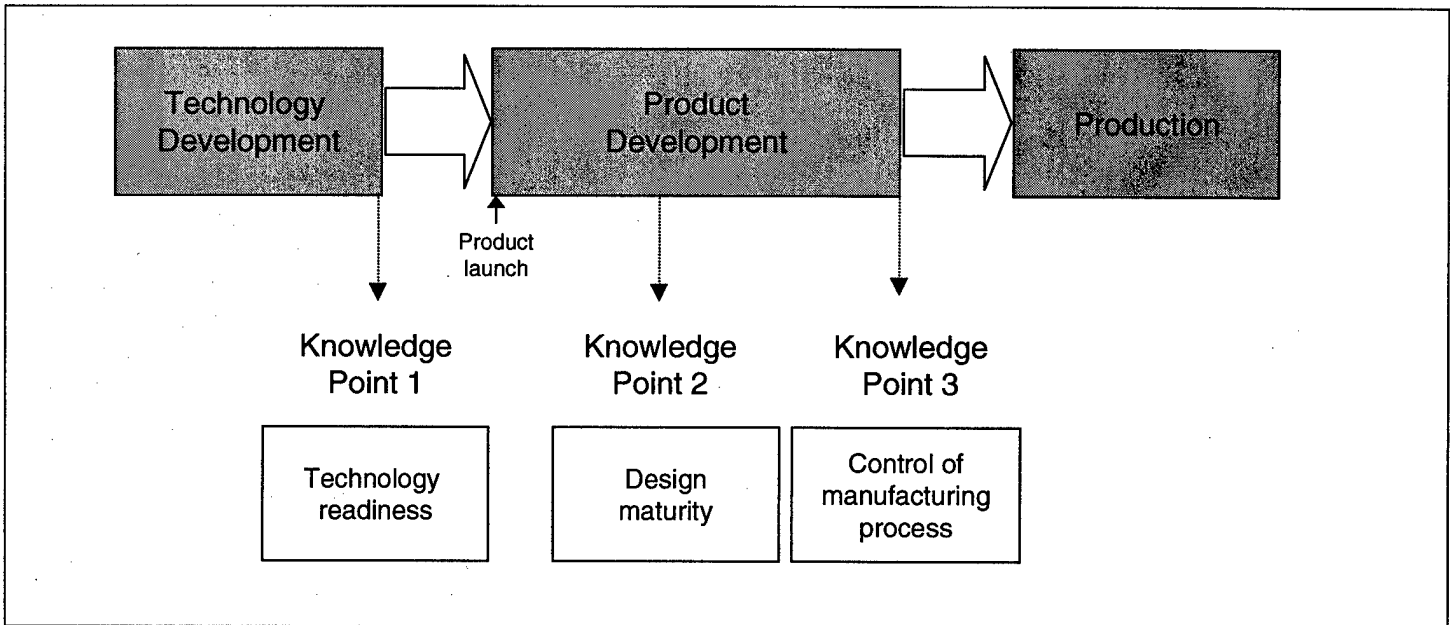 Technology
Development
Product
Development
Production
Product
launch
Knowledge
Point 1
Knowledge
Point 2
Knowledge
Point 3
Technology
readiness
Design
maturity
Control of
manufacturing
process